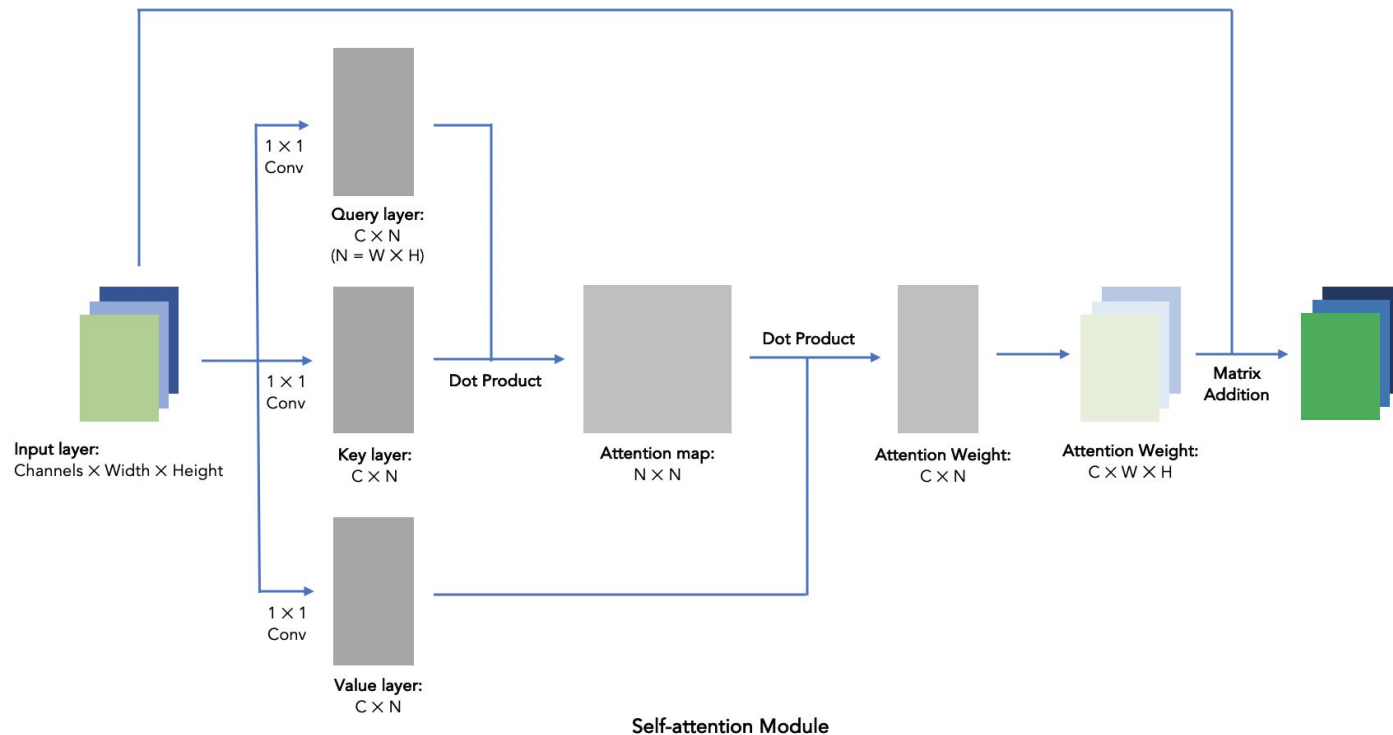 1 × 1
Conv
Query layer:
C × N
(N = W × H)
Input layer:
Channels × Width × Height
1 × 1
Conv
Key layer:
C × N
Dot Product
Attention map:
N × N
Dot Product
Attention Weight:
C × N
Attention Weight:
C × W × H
Matrix
Addition
1 × 1
Conv
Value layer:
C × N
Self-attention Module